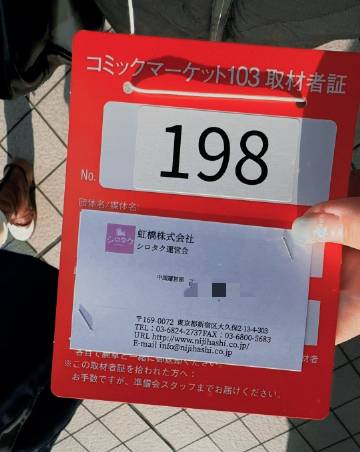 コミックマーケット103 取材者証
No.
198
団体名/媒体名:
シロタク
虹橋株式会社
シロタク運営会
中国運営部
〒169-0072 東京都新宿区大久保2-13-4-303
TEL : 03-6824-2737 FAX : 03-6800-5683
URL http://www.nijihashi.co.jp/
E-mail info@nijihashi.co.jp
※この取材者証を拾われた方へ:
お手数ですが、準備会スタッフまでお届けください。